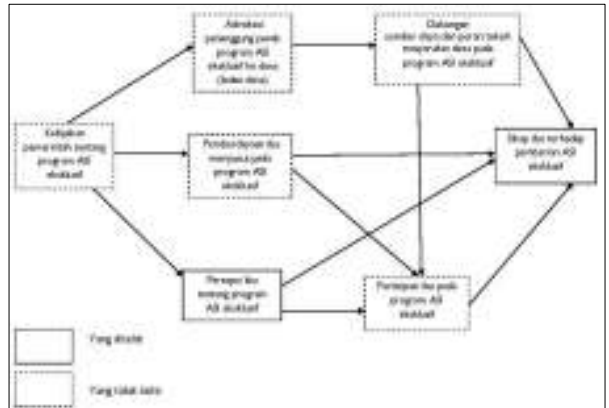 Advokasi
penanggung jawab
program ASI
eksklusif ke desa
(bidan desa)
Dukungan
sumber daya dan peran tokoh
masyarakat desa pada
program ASI eksklusif
Kebijakan
pemerintah tentang
program ASI
eksklusif
Pemberdayaan ibu
menyusui pada
program ASI
eksklusif
Sikap ibu terhadap
pemberian ASI
eksklusif
Persepsi ibu
tentang program
ASI eksklusif
Partisipasi ibu pada
program ASI
eksklusif
Yang diteliti
Yang tidak diteliti